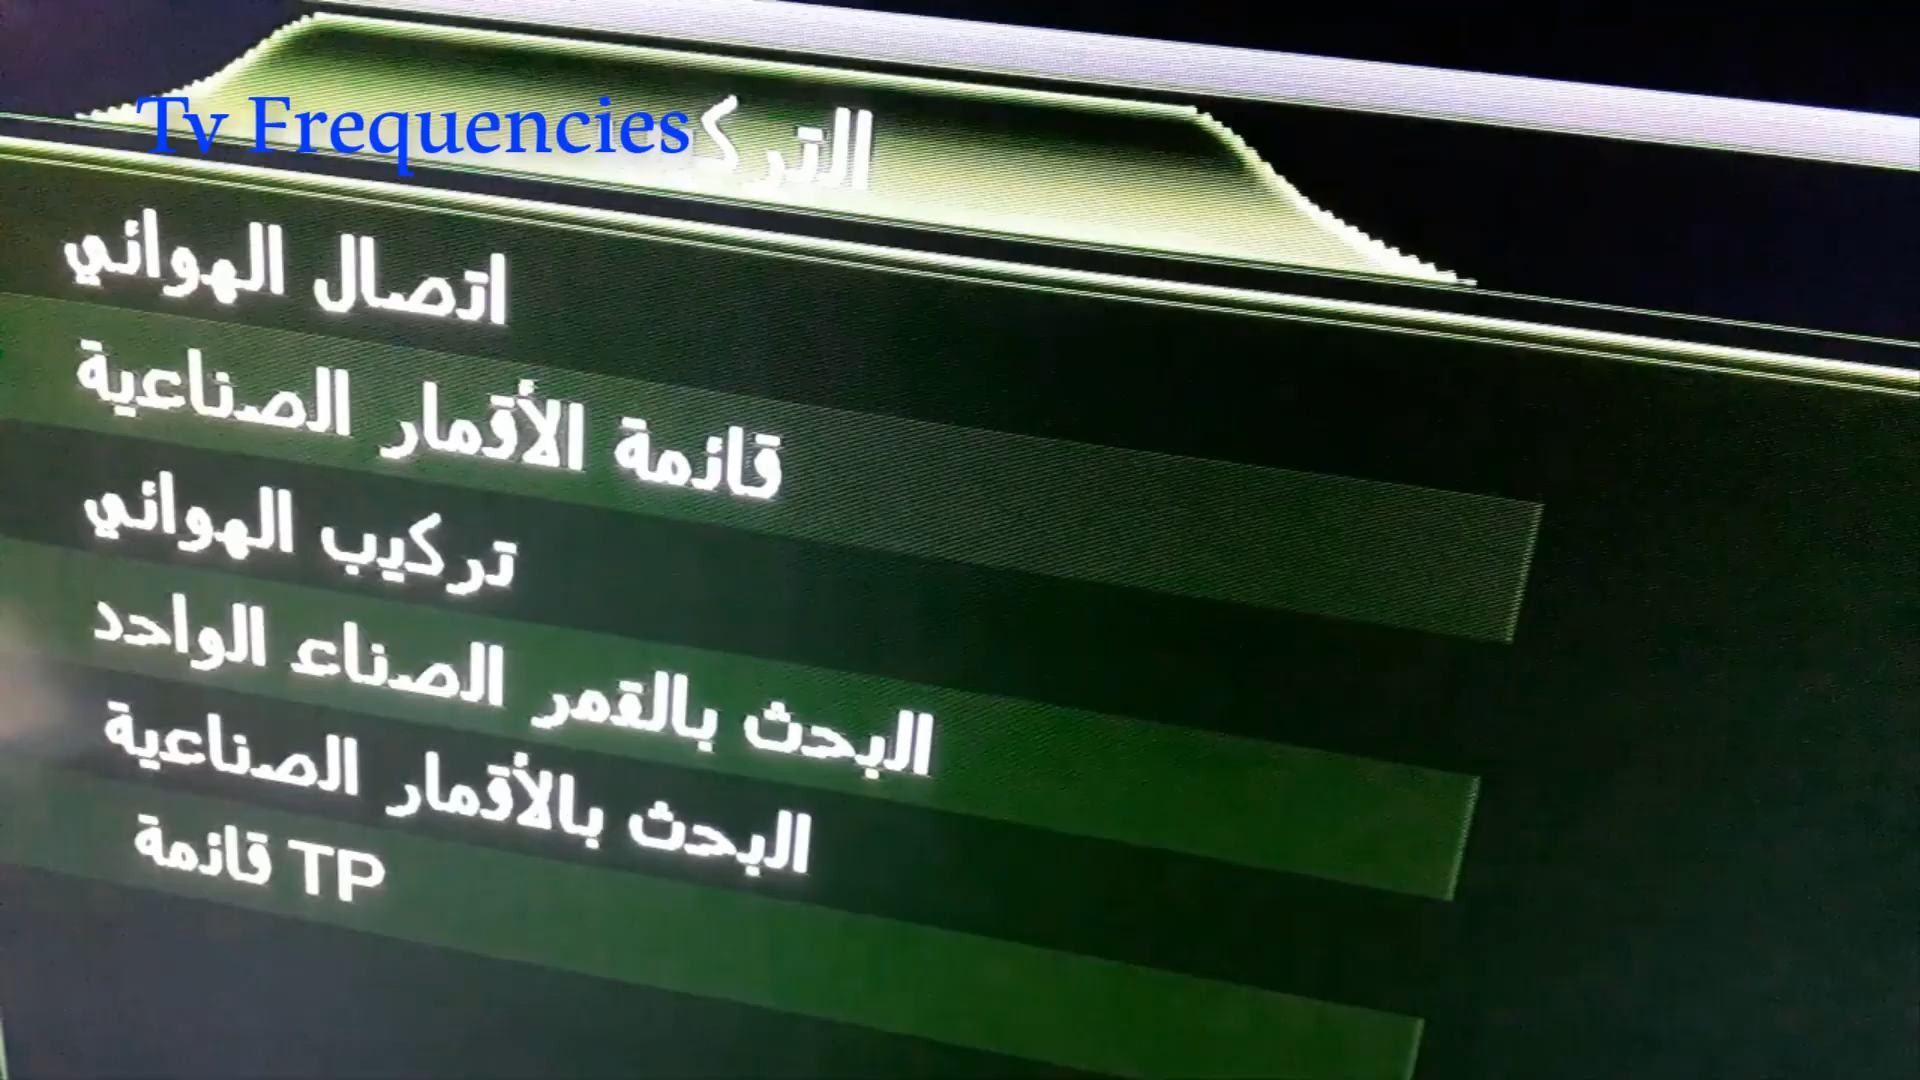 Tv Frequencies
اتصال الهوائي
قائمة الأقمار الصناعية
تركيب الهوائي
البحث بالقمر الصناء الواحد
البحث بالأقمار الصناعية
TP قائمة